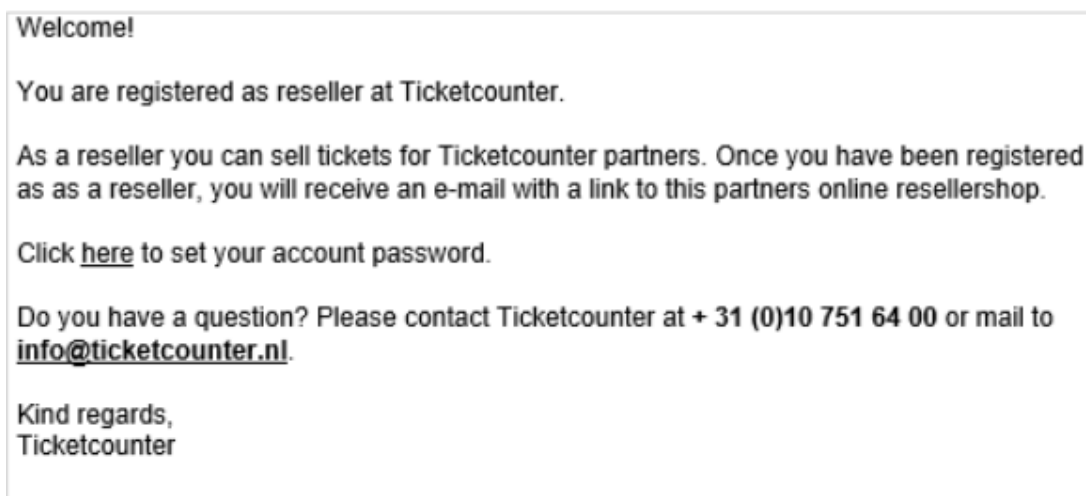 Welcome!
You are registered as reseller at Ticketcounter.
As a reseller you can sell tickets for Ticketcounter partners. Once you have been registered
as as a reseller, you will receive an e-mail with a link to this partners online resellershop.
Click here to set your account password.
Do you have a question? Please contact Ticketcounter at + 31 (0)10 751 64 00 or mail to
info@ticketcounter.nl.
Kind regards,
Ticketcounter